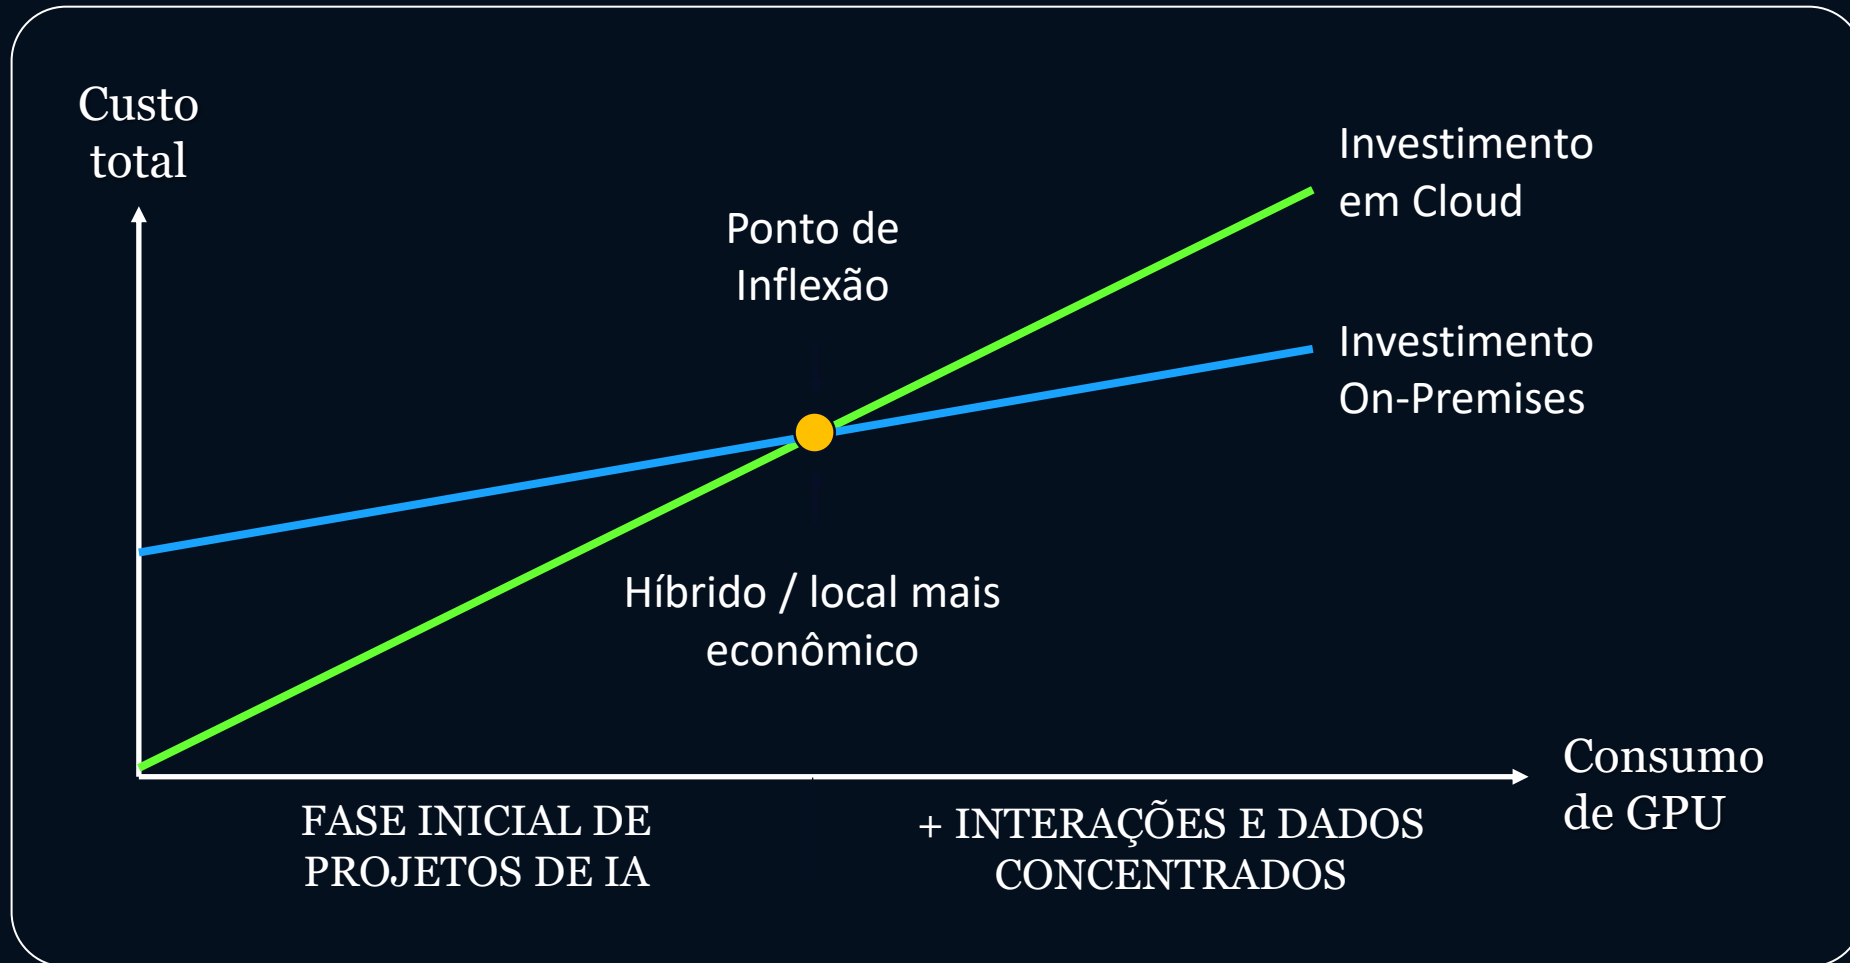 Custo
total
Investimento
em Cloud
Ponto de
Inflexão
Investimento
On-Premises
Híbrido / local mais
econômico
Consumo
de GPU
FASE INICIAL DE
PROJETOS DE IA
+ INTERAÇÕES E DADOS
CONCENTRADOS